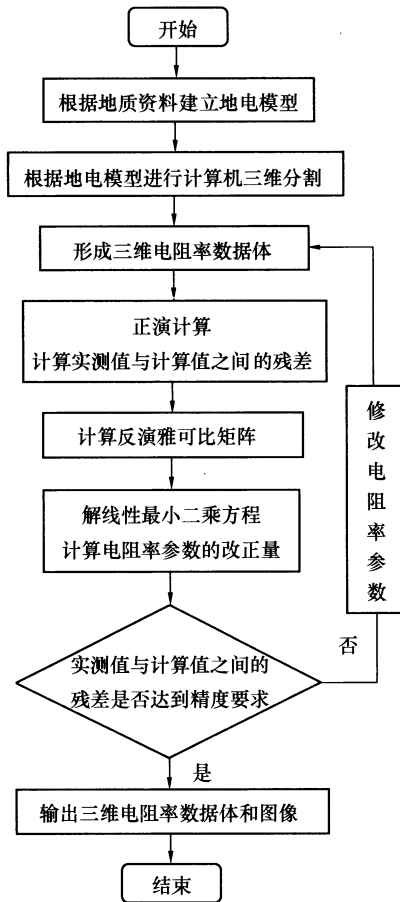 开始
根据地质资料建立地电模型
根据地电模型进行计算机三维分割
形成三维电阻率数据体
正演计算
计算实测值与计算值之间的残差
计算反演雅可比矩阵
解线性最小二乘方程
计算电阻率参数的改正量
修改电阻率参数
实测值与计算值之间的
残差是否达到精度要求
否
是
输出三维电阻率数据体和图像
结束